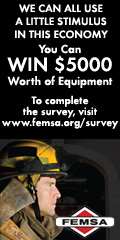 WE CAN ALL USE
A LITTLE STIMULUS
IN THIS ECONOMY
You Can
WIN $5000
Worth of Equipment
To complete
the survey, visit
www.femsa.org/survey
FEMSA